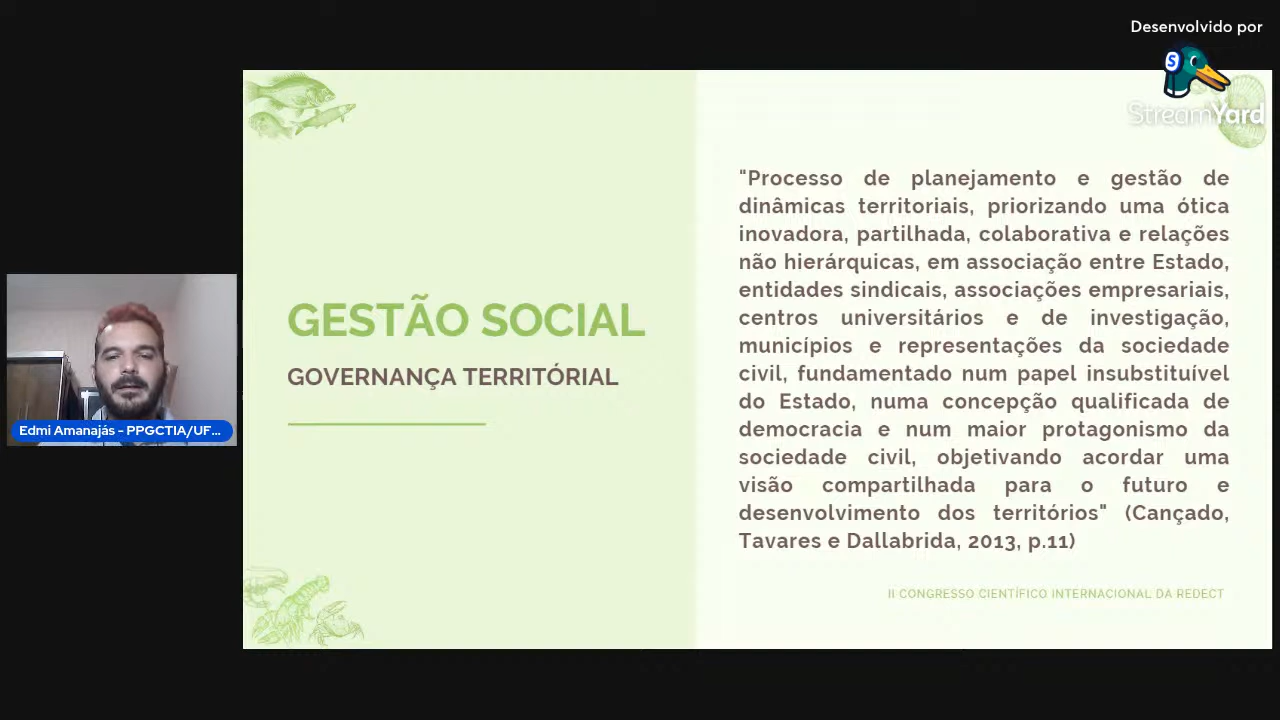 Desenvolvido por
StreamYard
GESTÃO SOCIAL
GOVERNANÇA TERRITÓRIAL
"Processo de planejamento e gestão de
dinâmicas territoriais, priorizando uma ótica
inovadora, partilhada, colaborativa e relações
não hierárquicas, em associação entre Estado,
entidades sindicais, associações empresariais,
centros universitários e de investigação,
municípios e representações da sociedade
civil, fundamentado num papel insubstituível
do Estado, numa concepção qualificada de
democracia e num maior protagonismo da
sociedade civil, objetivando acordar uma
visão compartilhada para o futuro e
desenvolvimento dos territórios" (Cançado,
Tavares e Dallabrida, 2013, p.11)
II CONGRESSO CIENTÍFICO INTERNACIONAL DA REDECT
Edmi Amanajás - PPGCTIA/UF...